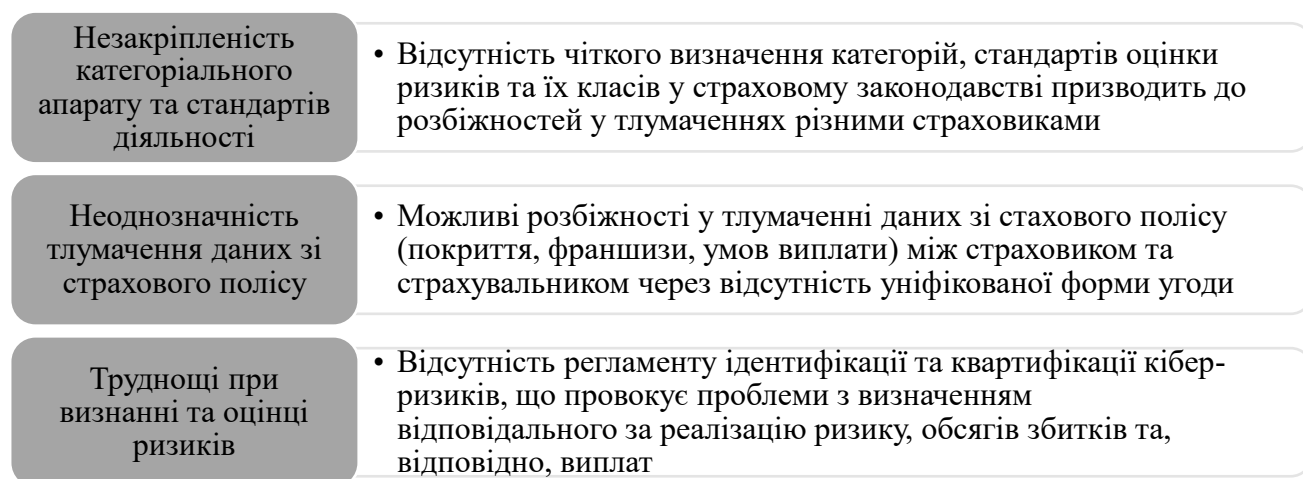 Незакріпленість
категоріального
апарату та стандартів
діяльності
• Відсутність чіткого визначення категорій, стандартів оцінки
ризиків та їх класів у страховому законодавстві призводить до
розбіжностей у тлумаченнях різними страховиками
Неоднозначність
тлумачення даних зі
страхового полісу
• Можливі розбіжності у тлумаченні даних зі стахового полісу
(покриття, франшизи, умов виплати) між страховиком та
страхувальником через відсутність уніфікованої форми угоди
Труднощі при
визнанні та оцінці
ризиків
• Відсутність регламенту ідентифікації та квартифікації кібер-
ризиків, що провокує проблеми з визначенням
відповідального за реалізацію ризику, обсягів збитків та,
відповідно, виплат